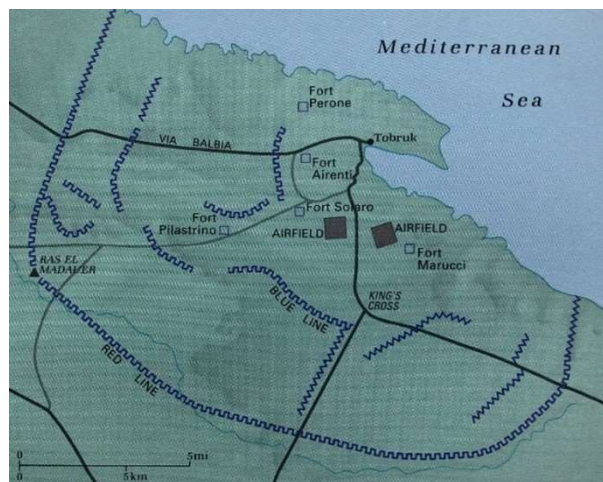 Mediterranean
Sea
Fort
Perone
VIA BALBIA
Tobruk
Fort
Airenti
Fort Solaro
Fort
Pilastrino
AIRFIELD
AIRFIELD
Fort
Marucci
RAS EL
MADAUER
BLUE LINE
KING'S
CROSS
RED LINE
0
5mi
0
5km